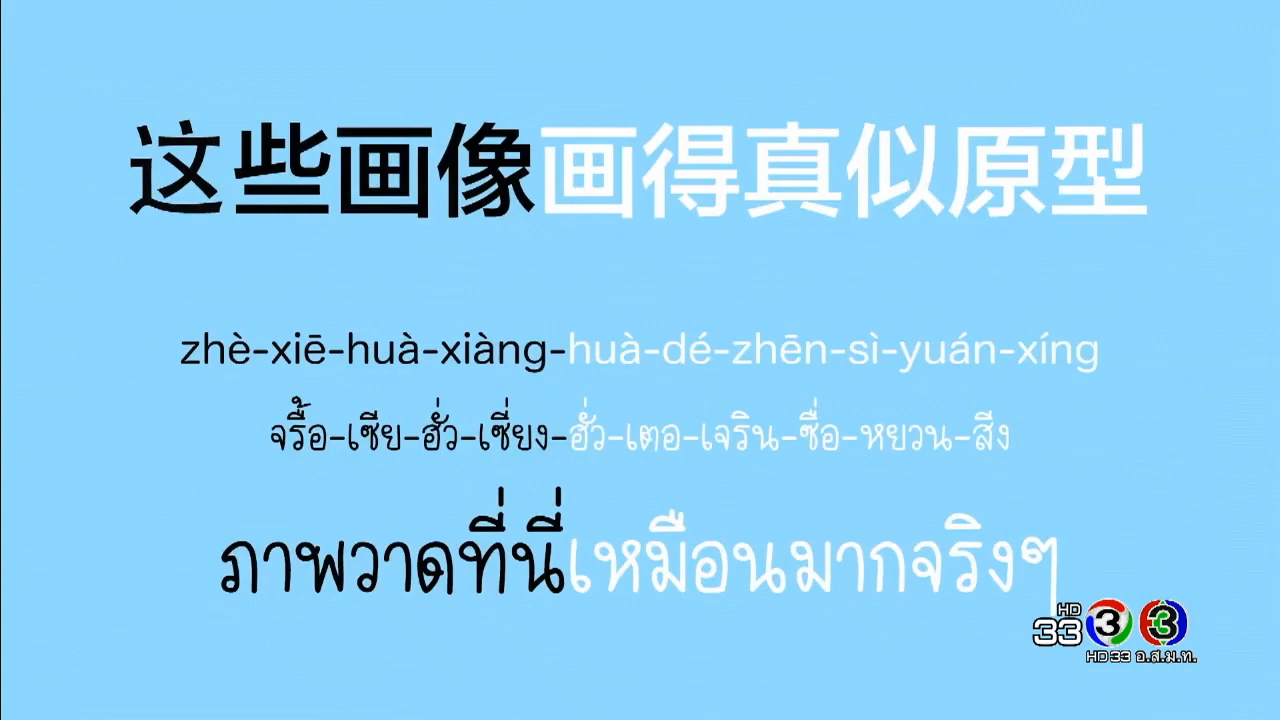 这些画像画得真似原型
zhè-xiē-huà-xiàng-huà-dé-zhēn-sì-yuán-xíng
จรื้อ-เซีย-ฮั่ว-เซี่ยง-ฮั่ว-เตอ-เจริน-ซื่อ-หยวน-สีง
ภาพวาดที่นี่เหมือนมากจริงๆ
HD
33 3 3
HD33 อ.ส.ม.ท.